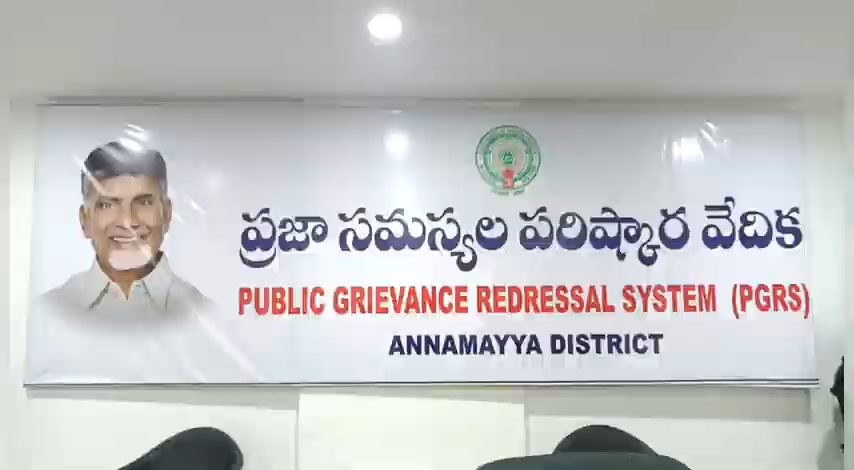 ప్రజా సమస్యల పరిష్కార వేదిక
PUBLIC GRIEVANCE REDRESSAL SYSTEM (PGRS)
ANNAMAYYA DISTRICT